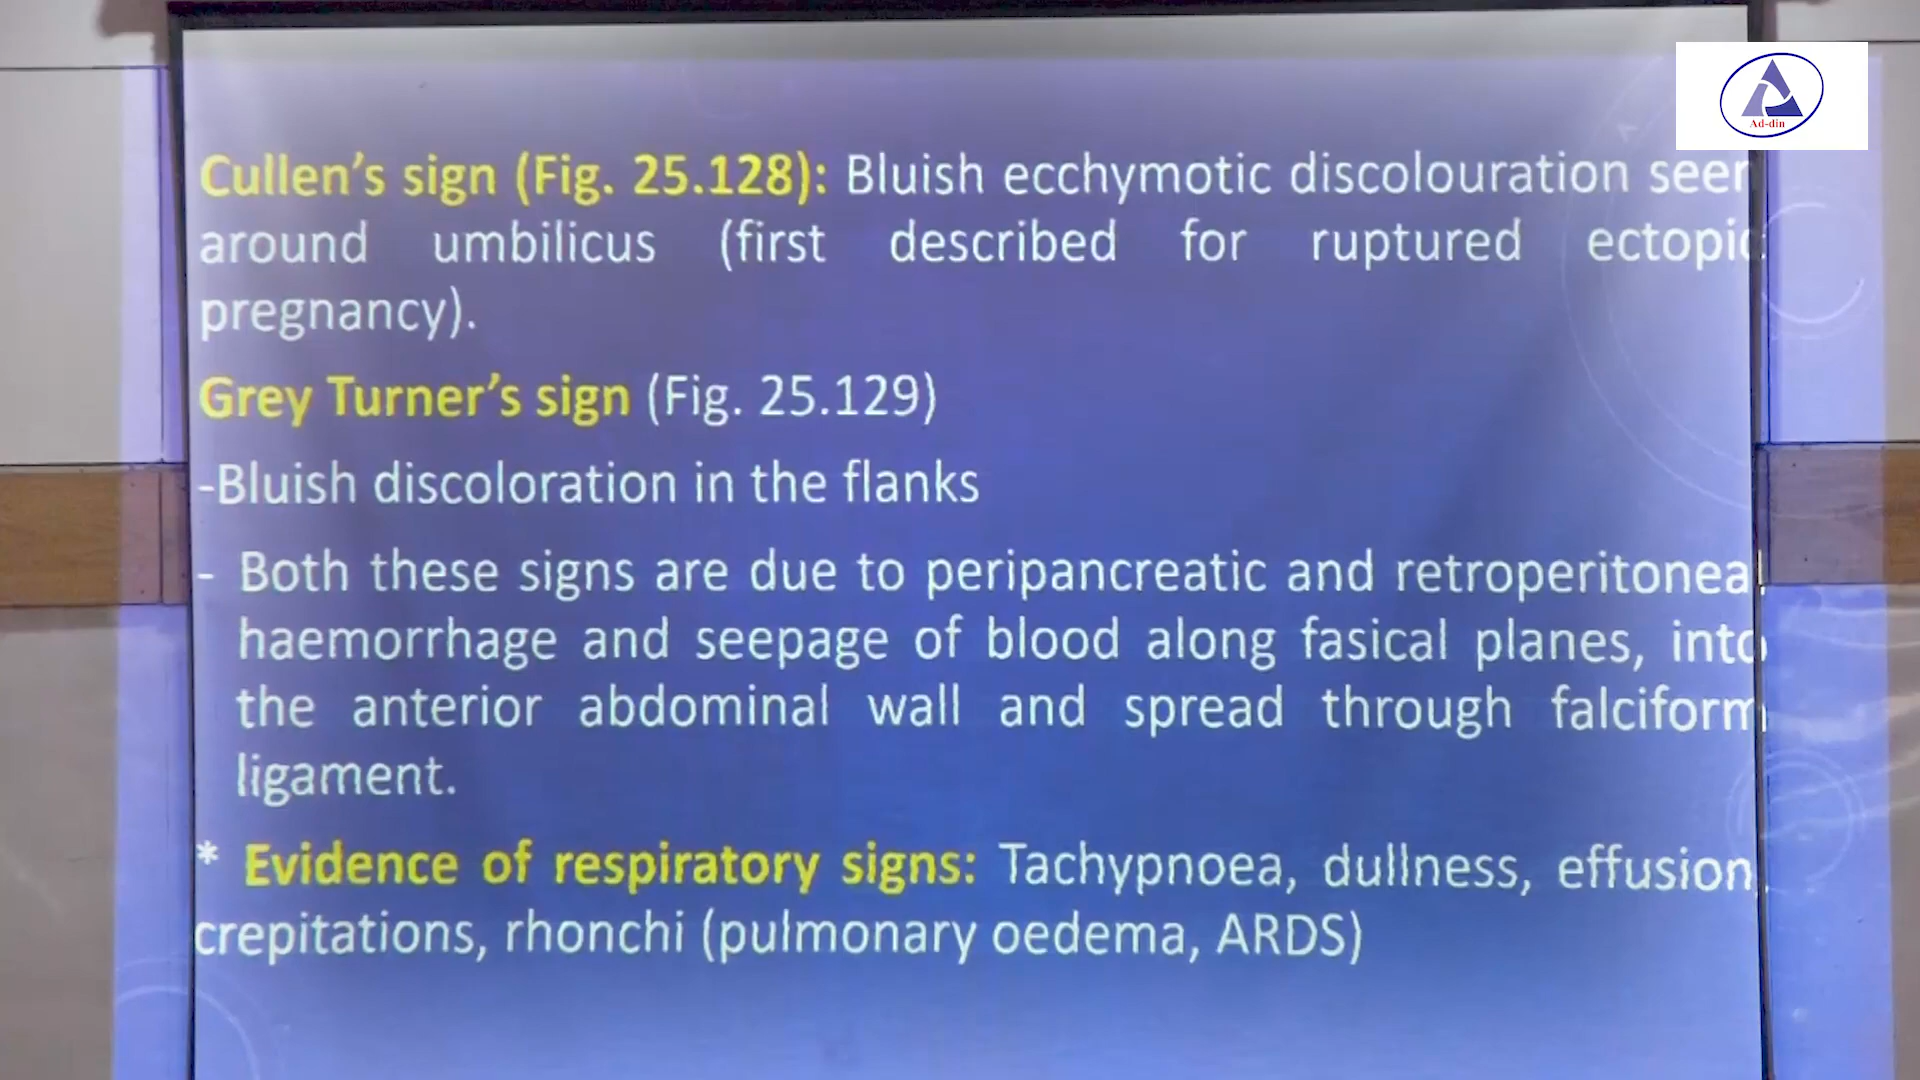 Ad-din
Cullen's sign (Fig. 25.128): Bluish ecchymotic discolouration seen
around umbilicus (first described for ruptured ectopic
pregnancy).
Grey Turner's sign (Fig. 25.129)
-Bluish discoloration in the flanks
- Both these signs are due to peripancreatic and retroperitoneal
haemorrhage and seepage of blood along fasical planes, into
the anterior abdominal wall and spread through falciform
ligament.
* Evidence of respiratory signs: Tachypnoea, dullness, effusion,
crepitations, rhonchi (pulmonary oedema, ARDS)